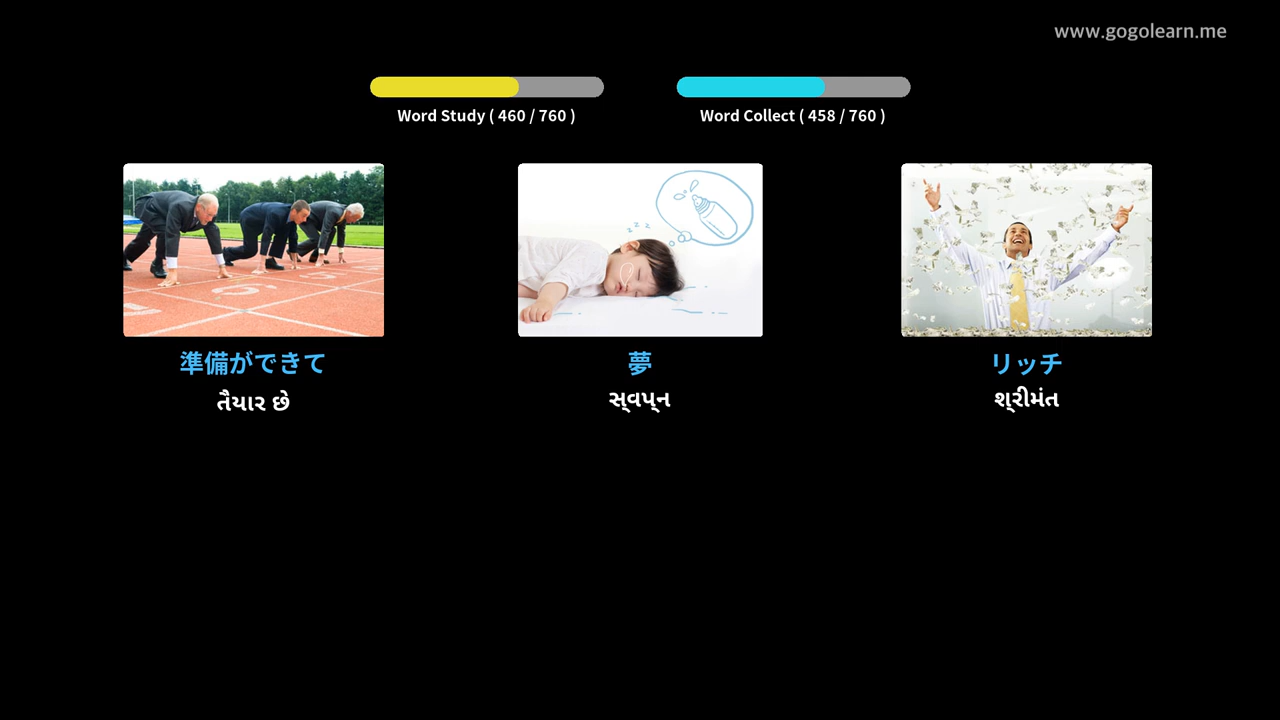 www.gogolearn.me
Word Study ( 460 / 760 )
Word Collect ( 458 / 760 )
準備ができて
તૈયાર છે
夢
સ્વપ્ન
リッチ
શ્રીમંત